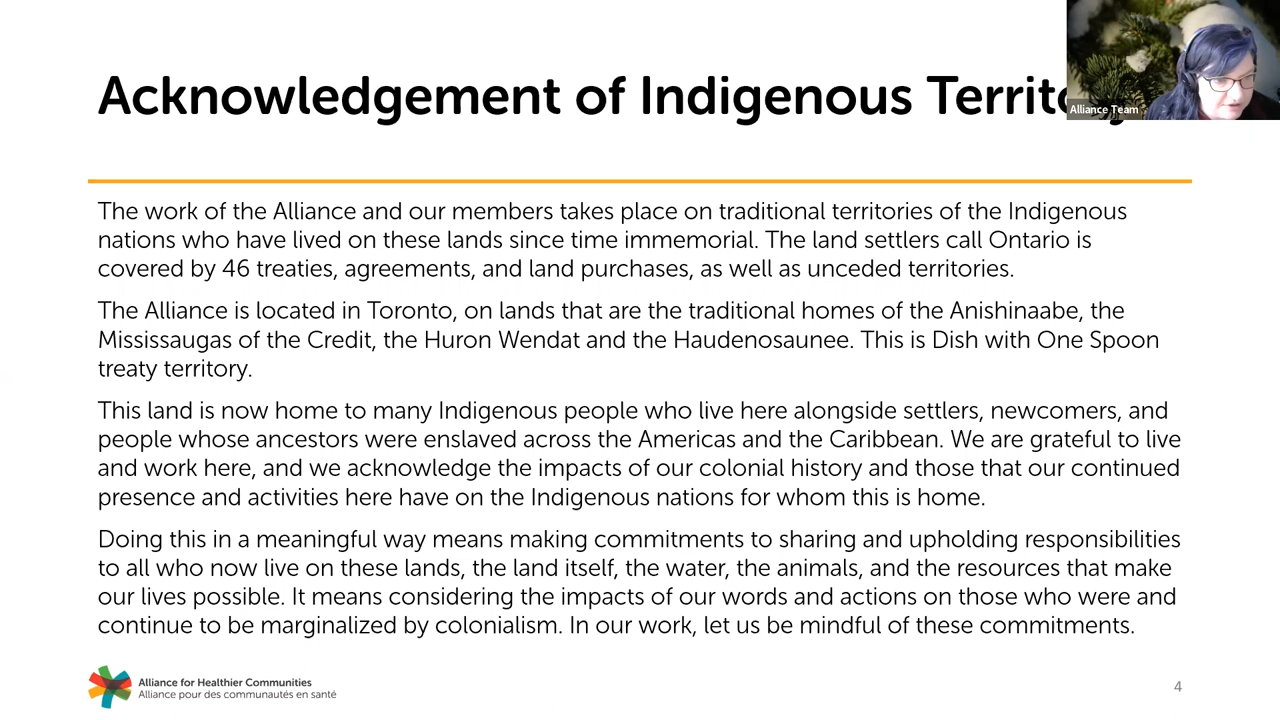 Acknowledgement of Indigenous
Alliance Team
The work of the Alliance and our members takes place on traditional territories of the Indigenous
nations who have lived on these lands since time immemorial. The land settlers call Ontario is
covered by 46 treaties, agreements, and land purchases, as well as unceded territories.
The Alliance is located in Toronto, on lands that are the traditional homes of the Anishinaabe, the
Mississaugas of the Credit, the Huron Wendat and the Haudenosaunee. This is Dish with One Spoon
treaty territory.
This land is now home to many Indigenous people who live here alongside settlers, newcomers, and
people whose ancestors were enslaved across the Americas and the Caribbean. We are grateful to live
and work here, and we acknowledge the impacts of our colonial history and those that our continued
presence and activities here have on the Indigenous nations for whom this is home.
Doing this in a meaningful way means making commitments to sharing and upholding responsibilities
to all who now live on these lands, the land itself, the water, the animals, and the resources that make
our lives possible. It means considering the impacts of our words and actions on those who were and
continue to be marginalized by colonialism. In our work, let us be mindful of these commitments.
Alliance for Healthier Communities
Alliance pour des communautés en santé
4